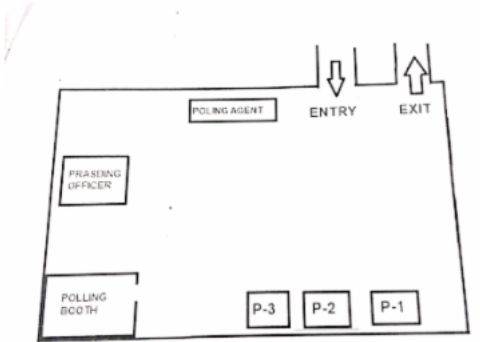 POLING AGENT
ENTRY
EXIT
PRASDING
OFFICER
POLLING
BOOTH
P-3
P-2
P-1